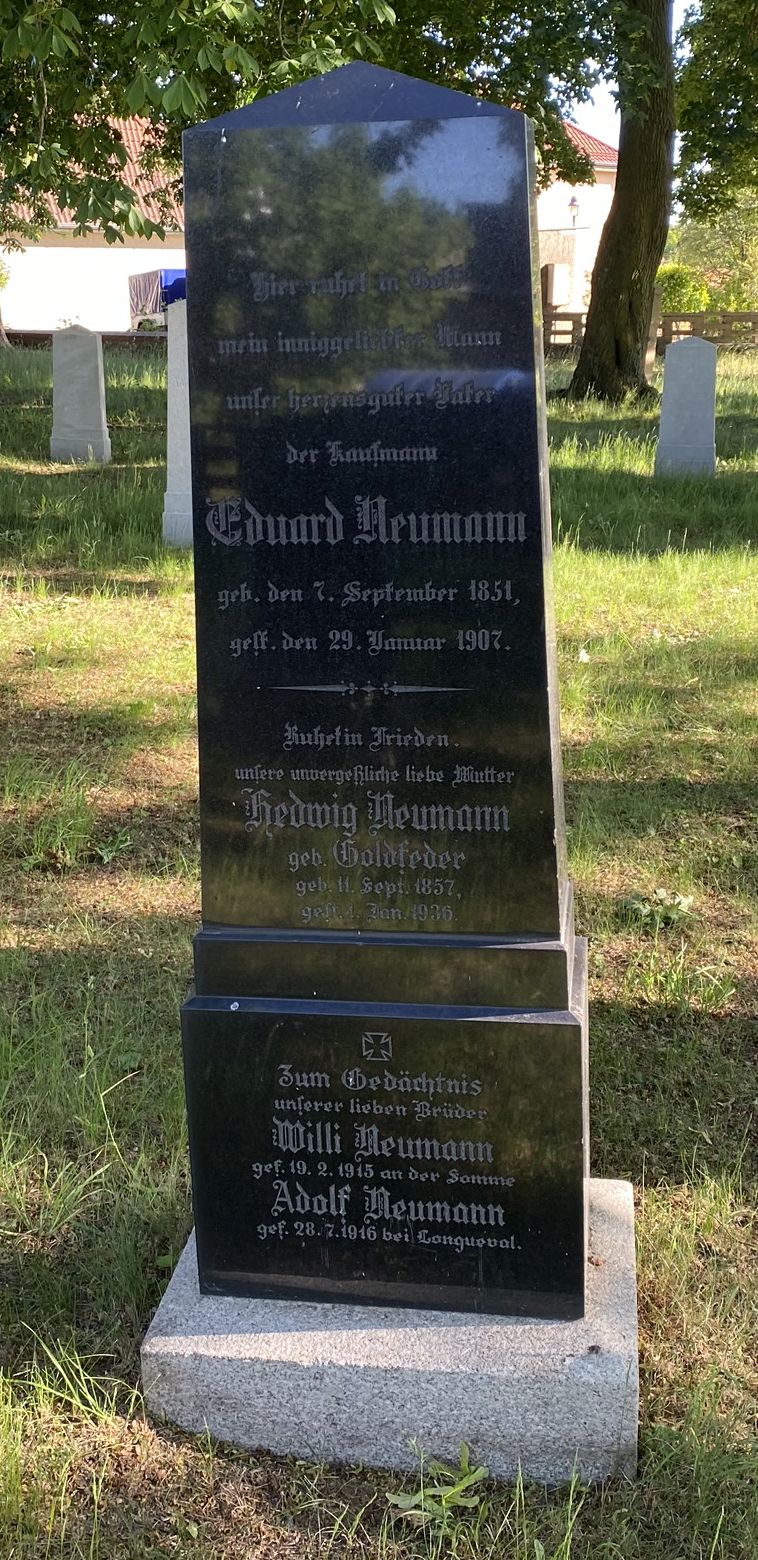 Hier ruhet in Gott
mein inniggeliebter Mann
unser herzensguter Vater
der Kaufmann
Eduard Neumann
geb. den 7. September 1851,
gest. den 29. Januar 1907.
Ruhet in Frieden.
unsere unvergeßliche liebe Mutter
Hedwig Neumann
geb. Goldfeder
geb. 11. Sept. 1857,
gest. 1. Jan. 1936.
Zum Gedächtnis
unserer lieben Brüder
Willi Neumann
gef. 19. 2. 1915 an der Somme
Adolf Neumann
gef. 28. 7. 1916 bei Longueval.